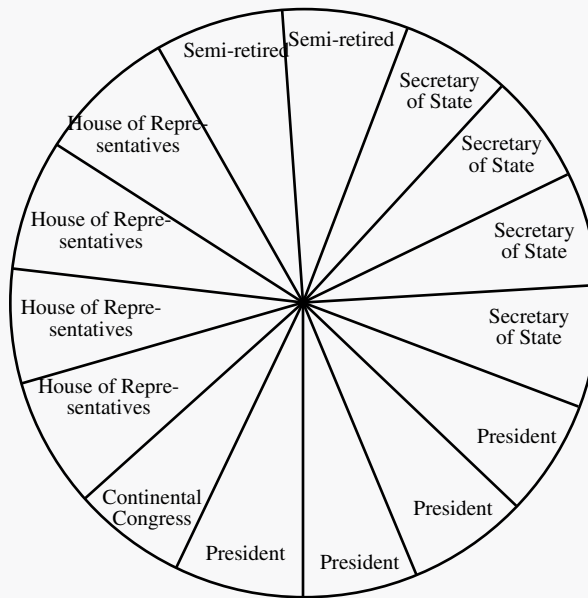 Semi-retired
Semi-retired
Secretary
of State
Secretary
of State
Secretary
of State
Secretary
of State
President
President
President
President
Continental
Congress
House of Repre-
sentatives
House of Repre-
sentatives
House of Repre-
sentatives
House of Repre-
sentatives